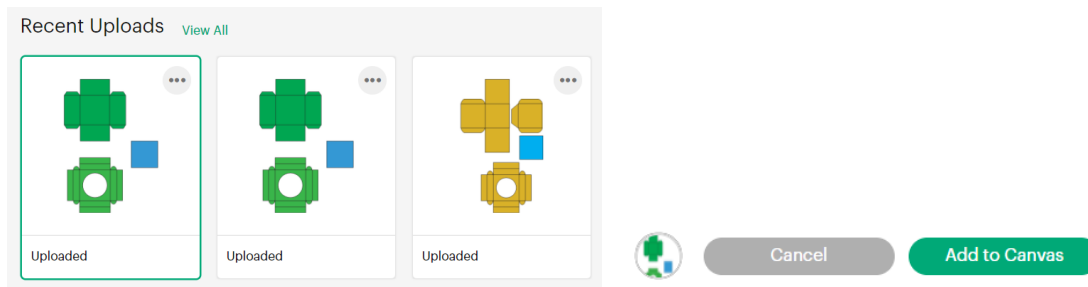 Recent Uploads View All
Uploaded
Uploaded
Uploaded
Cancel
Add to Canvas